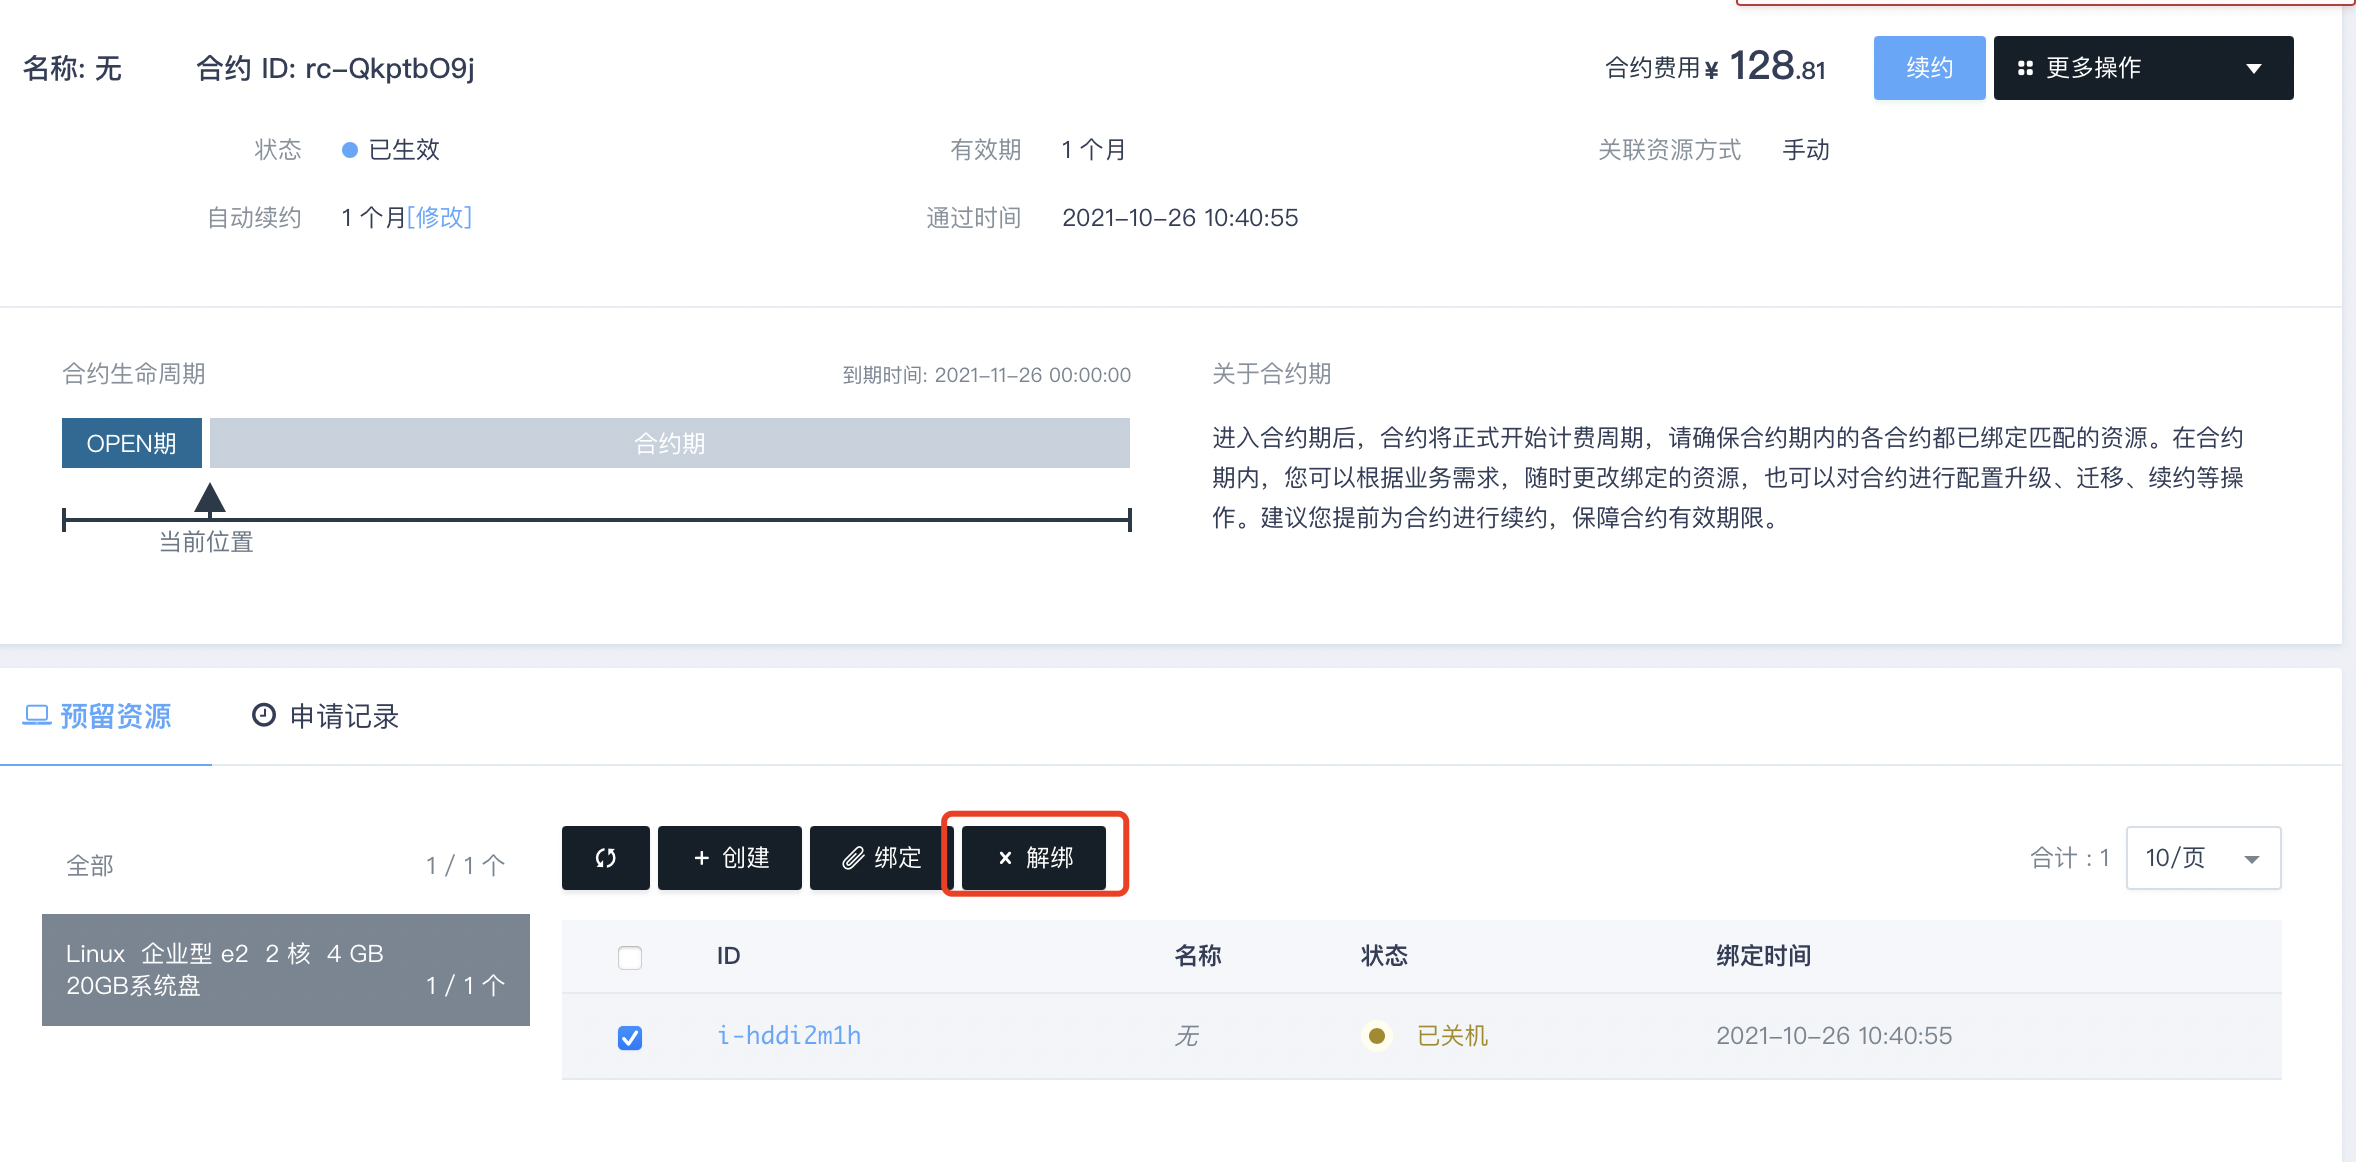 名称: 无
合约 ID: rc-QkptbO9j
合约费用 ¥ 128.81
续约
更多操作
状态
已生效
有效期
1 个月
关联资源方式
手动
自动续约
1 个月[修改]
通过时间
2021-10-26 10:40:55
合约生命周期
到期时间: 2021-11-26 00:00:00
OPEN期
合约期
当前位置
关于合约期
进入合约期后，合约将正式开始计费周期，请确保合约期内的各合约都已绑定匹配的资源。在合约
期内，您可以根据业务需求，随时更改绑定的资源，也可以对合约进行配置升级、迁移、续约等操
作。建议您提前为合约进行续约，保障合约有效期限。
预留资源
申请记录
全部
1 / 1 个
Linux 企业型 e2 2 核 4 GB
20GB系统盘
1 / 1 个
创建
绑定
解绑
合计 : 1
10/页
ID
名称
状态
绑定时间
i-hddi2m1h
无
已关机
2021-10-26 10:40:55